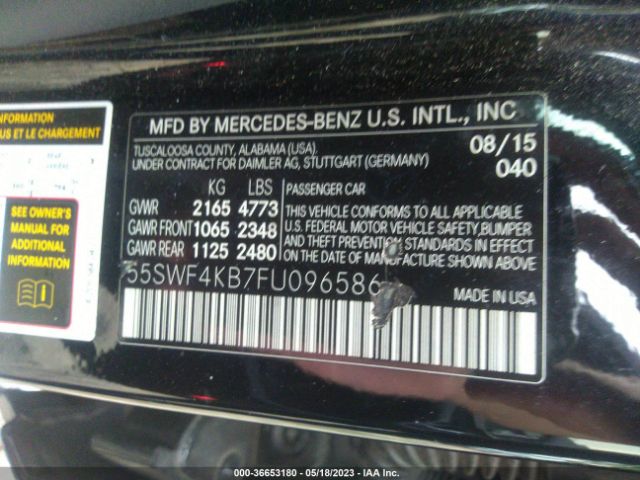 INFORMATION
US ET LE CHARGEMENT
SEE OWNER'S
MANUAL FOR
ADDITIONAL
INFORMATION
MFD BY MERCEDES-BENZ U.S. INTL., INC
TUSCALOOSA COUNTY, ALABAMA (USA).
UNDER CONTRACT FOR DAIMLER AG, STUTTGART (GERMANY)
08/15
040
KG LBS
GVWR 2165 4773
GAWR FRONT 1065 2348
GAWR REAR 1125 2480
PASSENGER CAR
THIS VEHICLE CONFORMS TO ALL APPLICABLE
U.S. FEDERAL MOTOR VEHICLE SAFETY, BUMPER
AND THEFT PREVENTION STANDARDS IN EFFECT
ON THE DATE OF MANUFACTURE SHOWN ABOVE.
55SWF4KB7FU096586
MADE IN USA
000-36653180 — 05/18/2023 — IAA Inc.